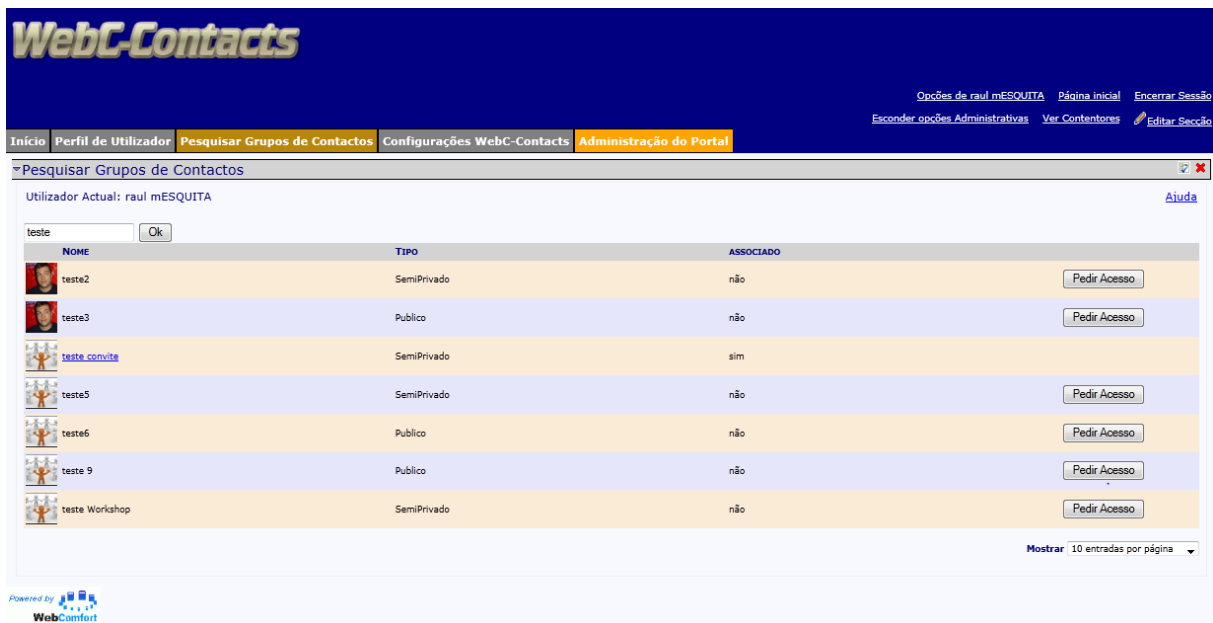 WebC-Contacts
Opções de raul mESQUITA Página inicial Encerrar Sessão
Esconder opções Administrativas Ver Contentores Editar Secção
Início Perfil de Utilizador Pesquisar Grupos de Contactos Configurações WebC-Contacts Administração do Portal
Pesquisar Grupos de Contactos
Utilizador Actual: raul mESQUITA Ajuda
teste Ok
NOME TIPO ASSOCIADO
teste2 SemiPrivado não Pedir Acesso
teste3 Publico não Pedir Acesso
teste convite SemiPrivado sim
teste5 SemiPrivado não Pedir Acesso
teste6 Publico não Pedir Acesso
teste 9 Publico não Pedir Acesso
teste Workshop SemiPrivado não Pedir Acesso
Mostrar 10 entradas por página
Powered by
WebComfort